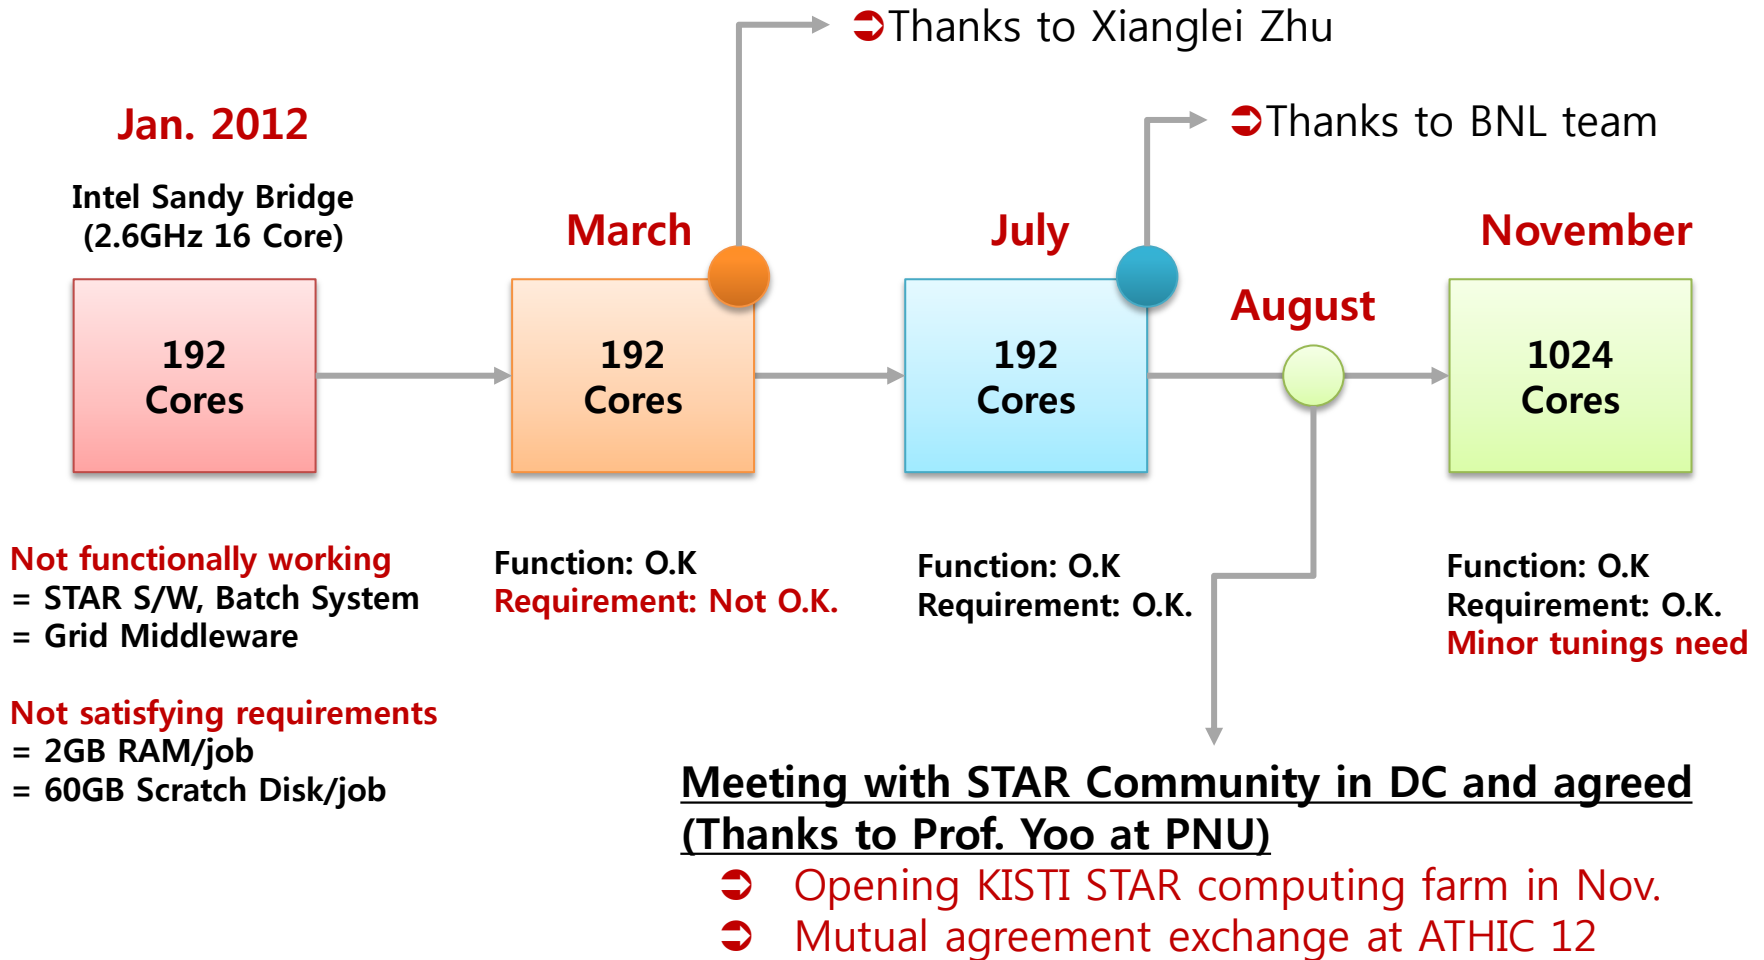 ➲Thanks to Xianglei Zhu
➲Thanks to BNL team
Jan. 2012
Intel Sandy Bridge
(2.6GHz 16 Core)
March
July
August
November
192
Cores
192
Cores
192
Cores
1024
Cores
Not functionally working
= STAR S/W, Batch System
= Grid Middleware
Not satisfying requirements
= 2GB RAM/job
= 60GB Scratch Disk/job
Function: O.K
Requirement: Not O.K.
Function: O.K
Requirement: O.K.
Function: O.K
Requirement: O.K.
Minor tunings need
Meeting with STAR Community in DC and agreed
(Thanks to Prof. Yoo at PNU)
➲ Opening KISTI STAR computing farm in Nov.
➲ Mutual agreement exchange at ATHIC 12